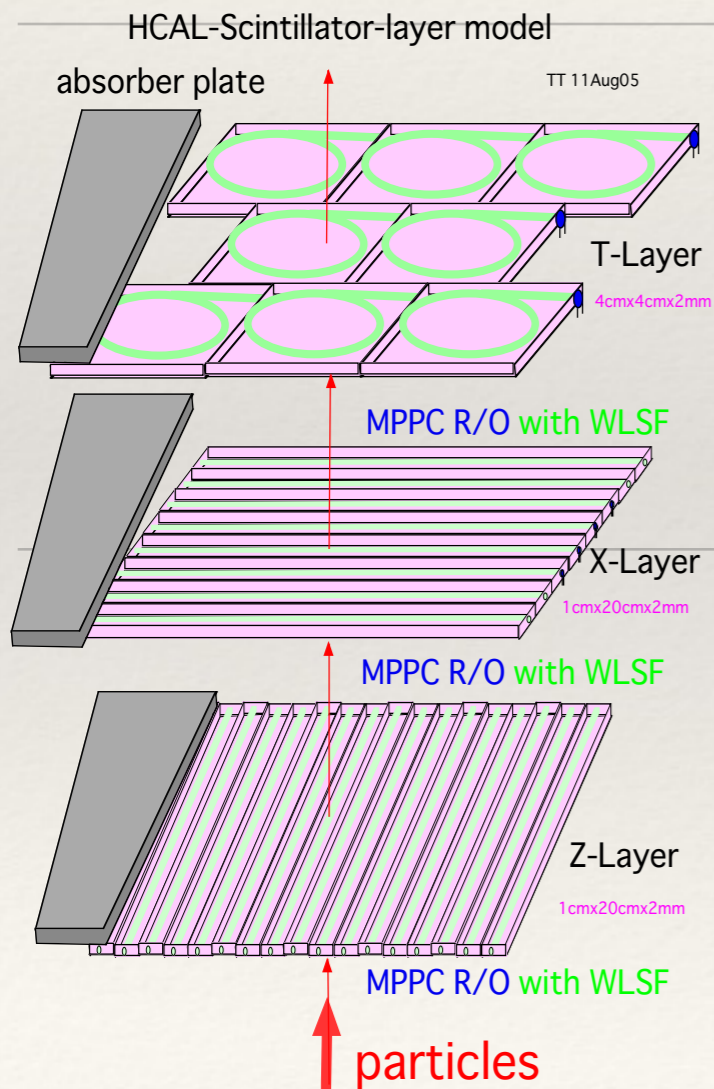 HCAL-Scintillator-layer model
absorber plate
TT 11Aug05
T-Layer
4cmx4cmx2mm
MPPC R/O with WLSF
X-Layer
1cmx20cmx2mm
MPPC R/O with WLSF
Z-Layer
1cmx20cmx2mm
MPPC R/O with WLSF
particles